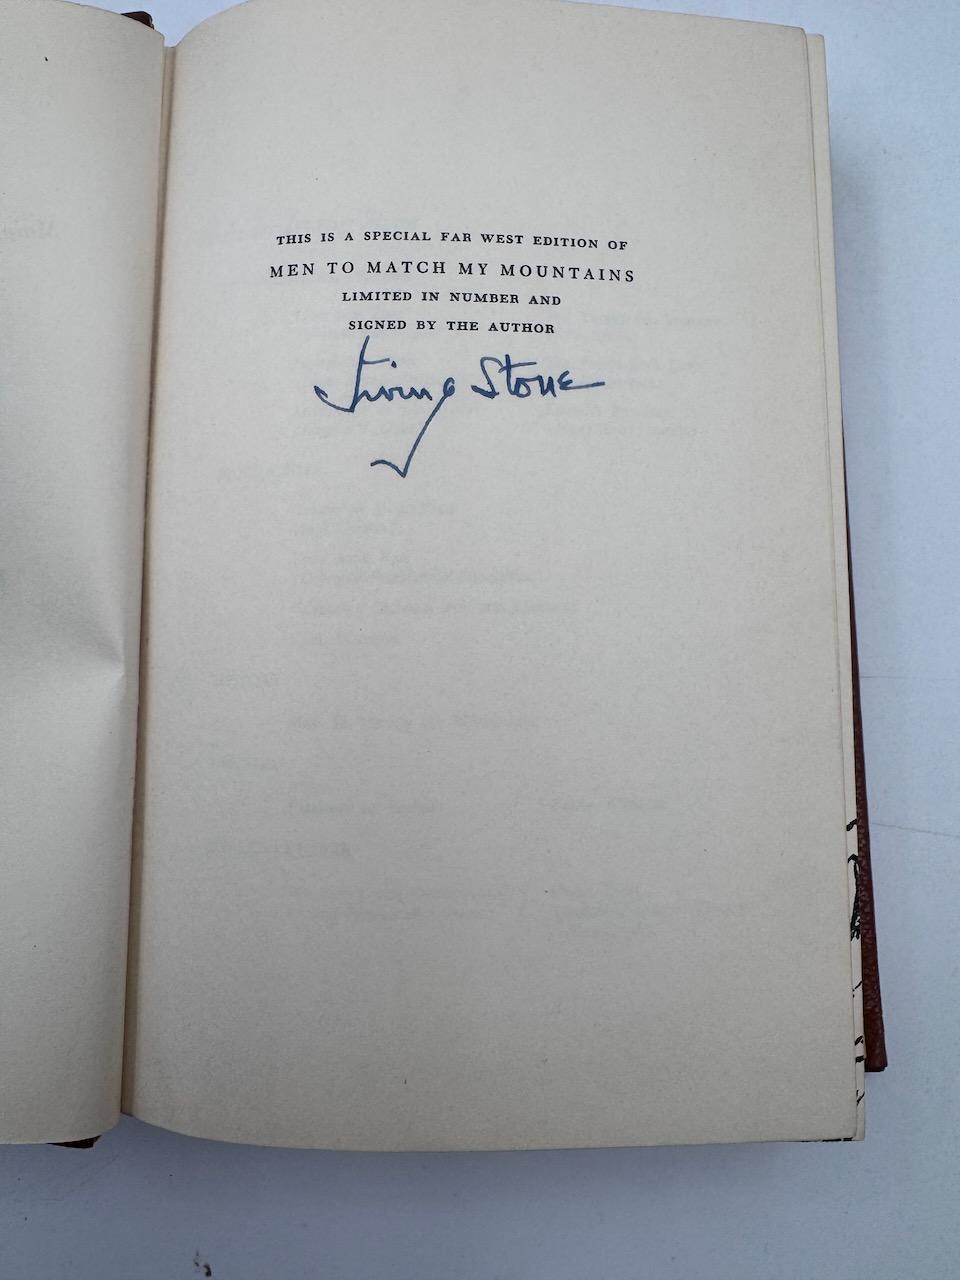 THIS IS A SPECIAL FAR WEST EDITION OF
MEN TO MATCH MY MOUNTAINS
LIMITED IN NUMBER AND
SIGNED BY THE AUTHOR
Irving Stone